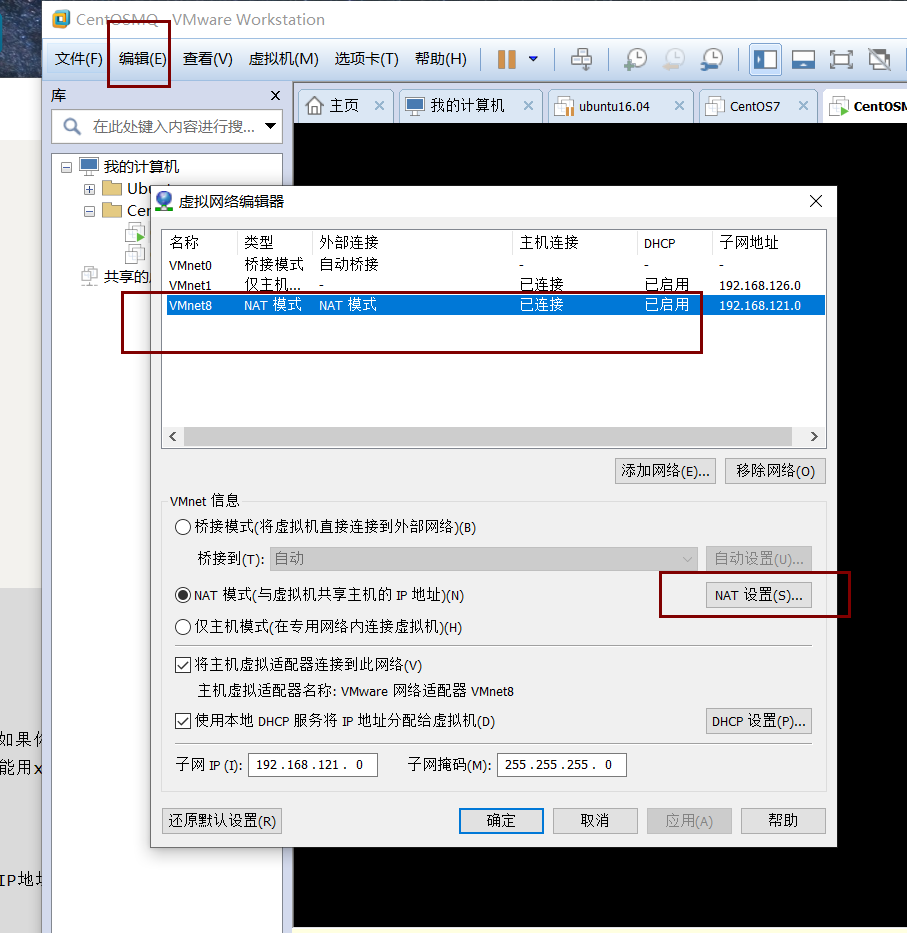 CentOSMQ - VMware Workstation
文件(F) 编辑(E) 查看(V) 虚拟机(M) 选项卡(T) 帮助(H)
库
主页 我的计算机 ubuntu16.04 CentOS7 CentOSM
在此处键入内容进行搜...
我的计算机
Ubu
Cen
共享的
虚拟网络编辑器
名称 类型 外部连接 主机连接 DHCP 子网地址
VMnet0 桥接模式 自动桥接 - - -
VMnet1 仅主机... - 已连接 已启用 192.168.126.0
VMnet8 NAT 模式 NAT 模式 已连接 已启用 192.168.121.0
添加网络(E)... 移除网络(O)
VMnet 信息
桥接模式(将虚拟机直接连接到外部网络)(B)
桥接到(T): 自动 自动设置(U)...
NAT 模式(与虚拟机共享主机的 IP 地址)(N) NAT 设置(S)...
仅主机模式(在专用网络内连接虚拟机)(H)
将主机虚拟适配器连接到此网络(V)
主机虚拟适配器名称: VMware 网络适配器 VMnet8
使用本地 DHCP 服务将 IP 地址分配给虚拟机(D) DHCP 设置(P)...
子网 IP (I): 192 . 168 . 121 . 0 子网掩码(M): 255 . 255 . 255 . 0
还原默认设置(R) 确定 取消 应用(A) 帮助
如果你
能用x
IP地址